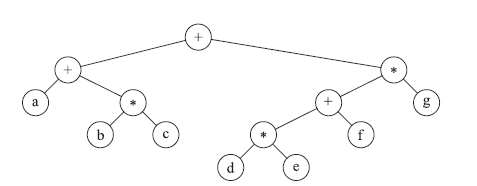 +
+ *
a * + g
b c * f
d e